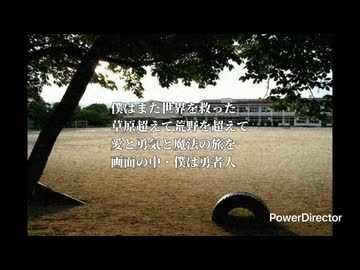 僕はまた世界を救った
草原超えて荒野を超えて
愛と勇気と魔法の旅を
画面の中・僕は勇者人
PowerDirector